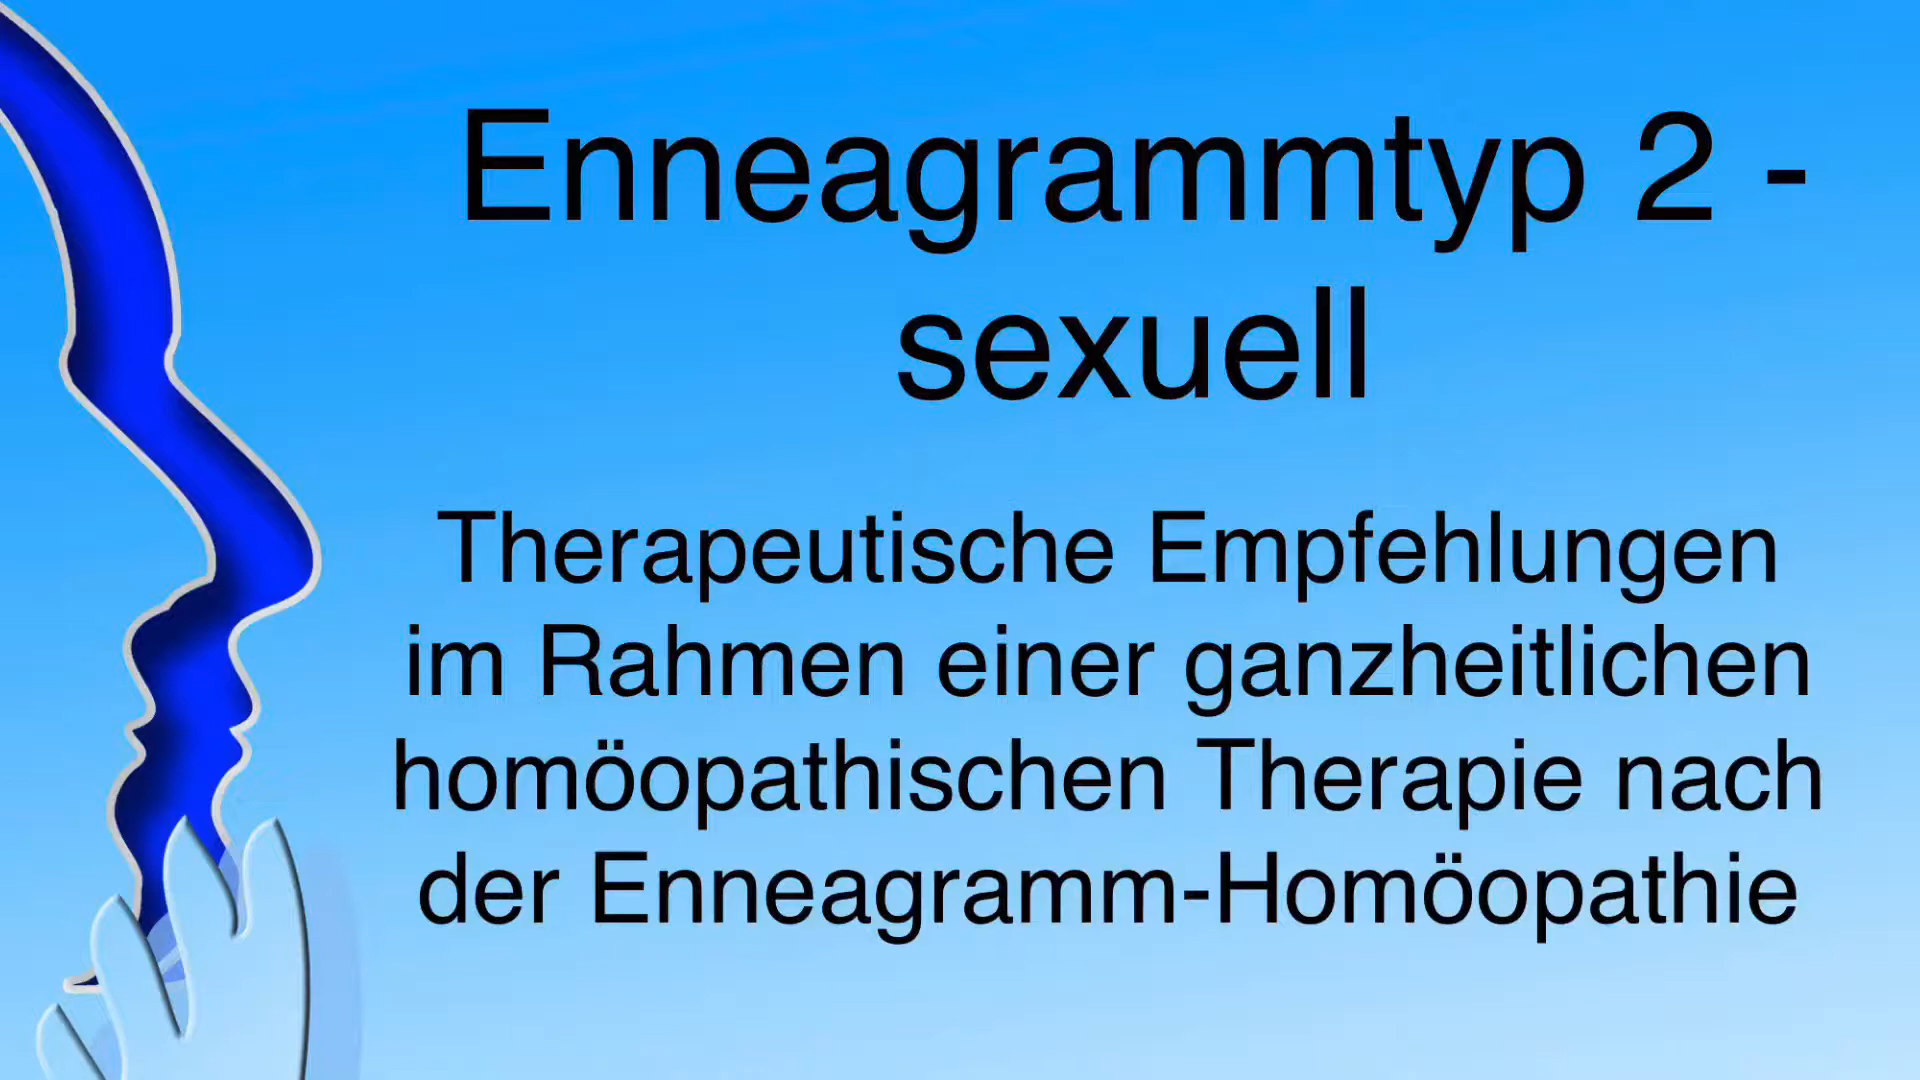 Enneagrammtyp 2 -
sexuell
Therapeutische Empfehlungen
im Rahmen einer ganzheitlichen
homöopathischen Therapie nach
der Enneagramm-Homöopathie